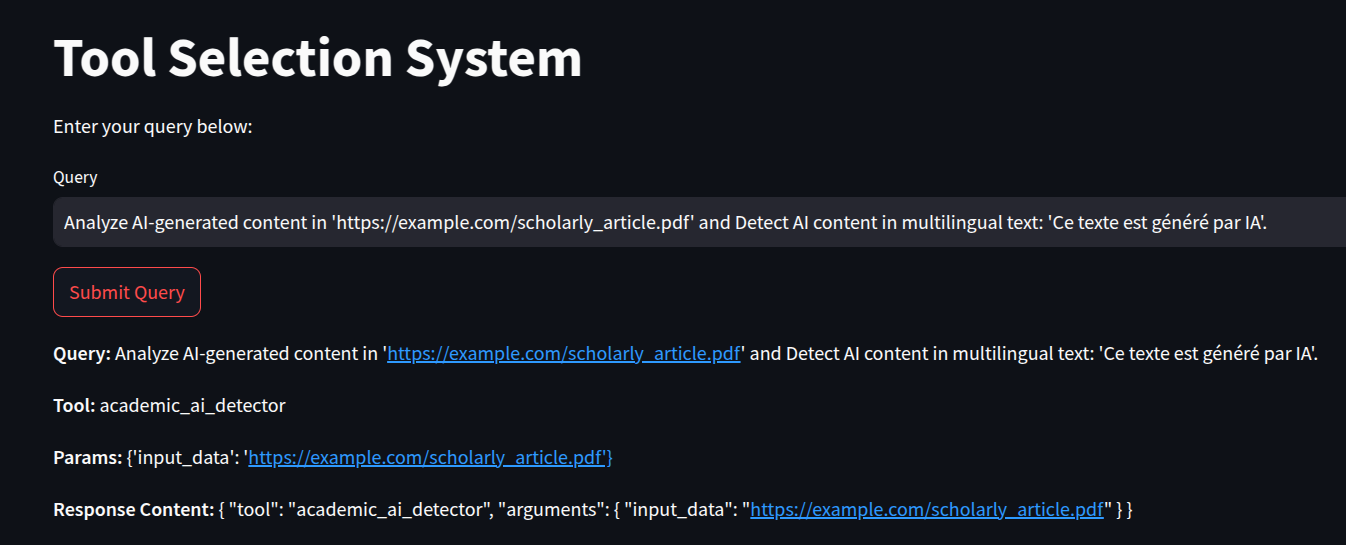 Tool Selection System
Enter your query below:
Query
Analyze AI-generated content in 'https://example.com/scholarly_article.pdf' and Detect AI content in multilingual text: 'Ce texte est généré par IA'.
Submit Query
Query: Analyze AI-generated content in 'https://example.com/scholarly_article.pdf' and Detect AI content in multilingual text: 'Ce texte est généré par IA'.
Tool: academic_ai_detector
Params: {'input_data': 'https://example.com/scholarly_article.pdf'}
Response Content: { "tool": "academic_ai_detector", "arguments": { "input_data": "https://example.com/scholarly_article.pdf" } }